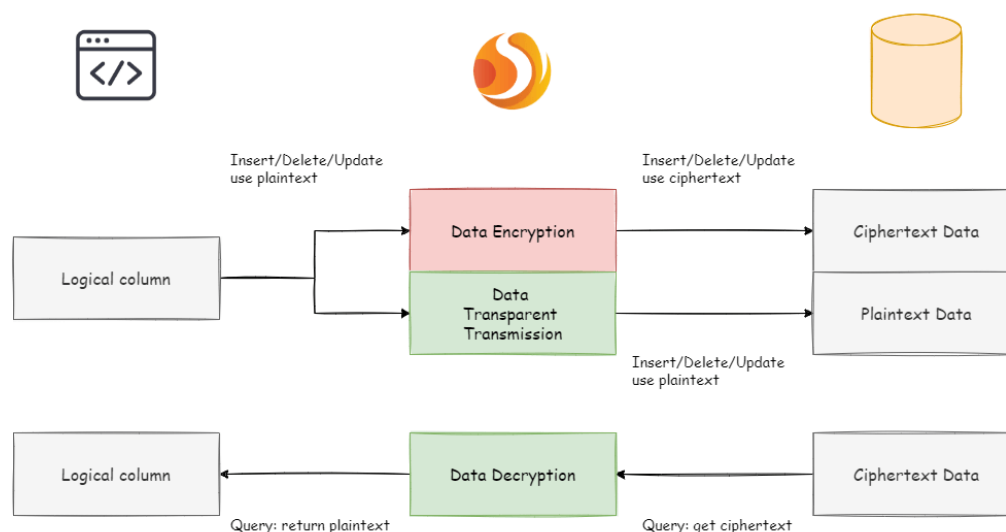 </>
Insert/Delete/Update
use plaintext
Insert/Delete/Update
use ciphertext
Logical column
Data Encryption
Ciphertext Data
Data
Transparent
Transmission
Plaintext Data
Insert/Delete/Update
use plaintext
Logical column
Data Decryption
Ciphertext Data
Query: return plaintext
Query: get ciphertext